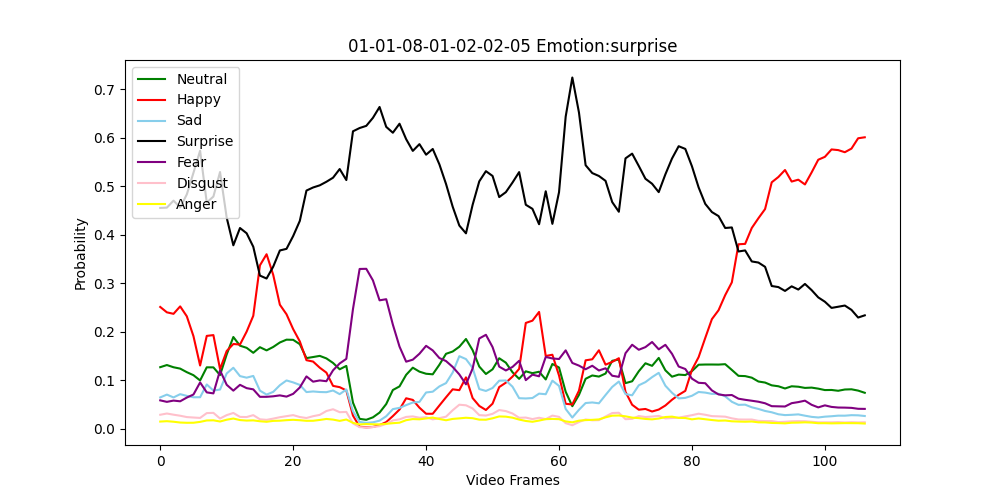 01-01-08-01-02-02-05 Emotion:surprise
Neutral
Happy
Sad
Surprise
Fear
Disgust
Anger
0.7
0.6
0.5
0.4
0.3
0.2
0.1
0.0
Probability
0 20 40 60 80 100
Video Frames